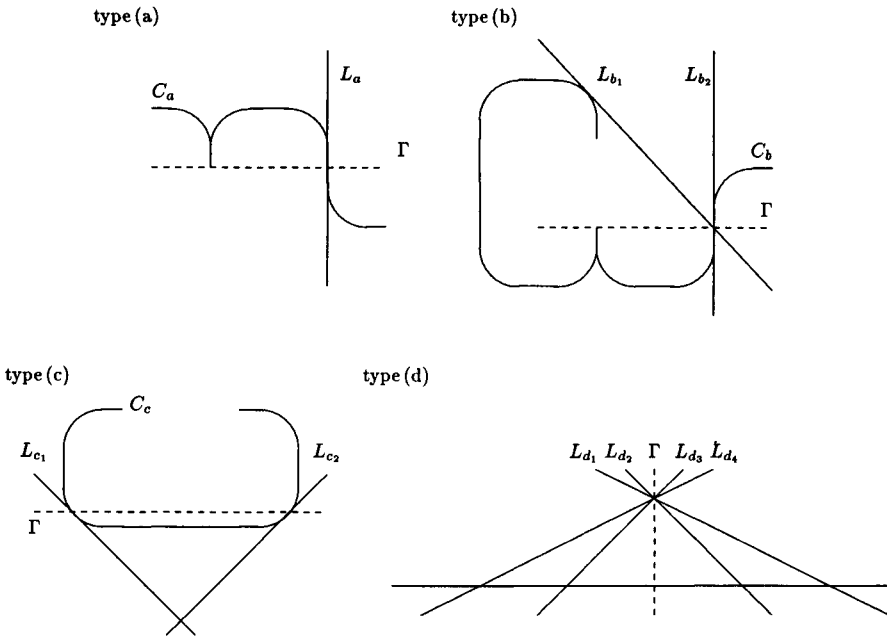 type (a)
C_a
L_a
Γ
type (b)
L_{b_1}
L_{b_2}
C_b
Γ
type (c)
C_c
L_{c_1}
L_{c_2}
Γ
type (d)
L_{d_1} L_{d_2} Γ L_{d_3} L_{d_4}